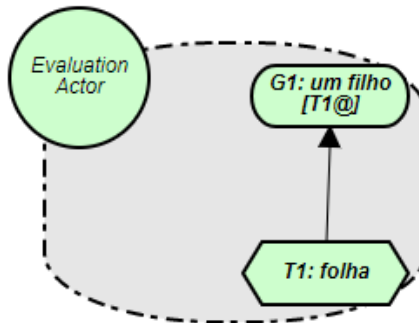 Evaluation
Actor
G1: um filho
[T1@]
T1: folha